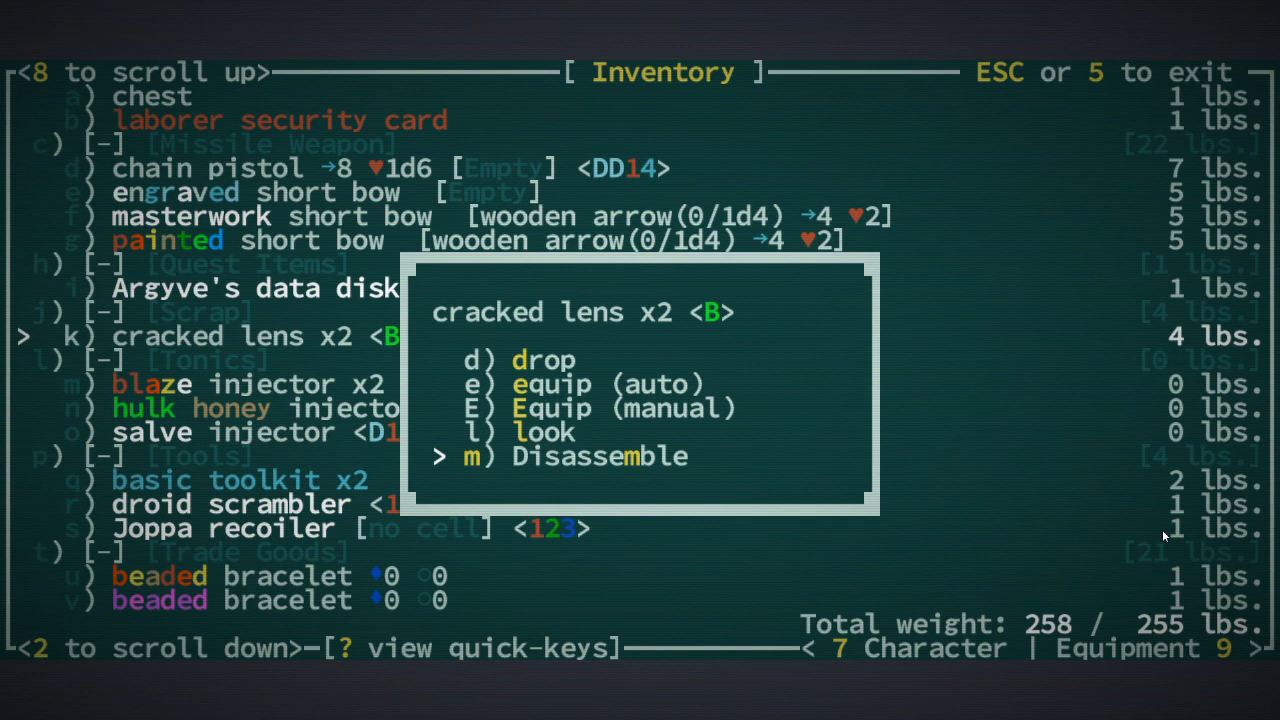 <8 to scroll up> [ Inventory ] ESC or 5 to exit
a) chest 1 lbs.
b) laborer security card 1 lbs.
c) [-] [Missile Weapon] [22 lbs.]
d) chain pistol →8 ♥1d6 [Empty] <DD14> 7 lbs.
e) engraved short bow [Empty] 5 lbs.
f) masterwork short bow [wooden arrow(0/1d4) →4 ♥2] 5 lbs.
g) painted short bow [wooden arrow(0/1d4) →4 ♥2] 5 lbs.
h) [-] [Quest Items] [1 lbs.]
i) Argyve's data disk 1 lbs.
j) [-] [Scrap] [4 lbs.]
> k) cracked lens x2 <B 4 lbs.
l) [-] [Tonics] [0 lbs.]
m) blaze injector x2 0 lbs.
n) hulk honey injecto 0 lbs.
o) salve injector <D1 0 lbs.
p) [-] [Tools] [4 lbs.]
q) basic toolkit x2 2 lbs.
r) droid scrambler <1 1 lbs.
s) Joppa recoiler [no cell] <123> 1 lbs.
t) [-] [Trade Goods] [21 lbs.]
u) beaded bracelet ♦0 ○0 1 lbs.
v) beaded bracelet ♦0 ○0 1 lbs.
Total weight: 258 / 255 lbs.
<2 to scroll down> [? view quick-keys] < 7 Character | Equipment 9 >
cracked lens x2 <B>
d) drop
e) equip (auto)
E) Equip (manual)
l) look
> m) Disassemble